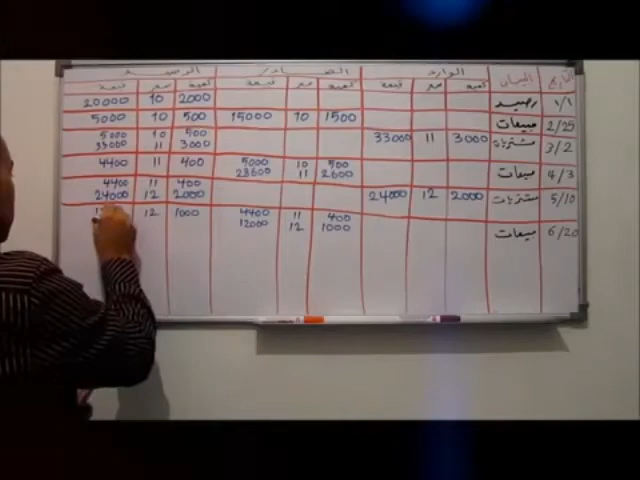 التاريخ البيان الوارد الصادر الرصيد
كمية سعر قيمة كمية سعر قيمة كمية سعر قيمة
1/1 رصيد 2000 10 20000
2/25 مبيعات 1500 10 15000 500 10 5000
3/2 مشتريات 3000 11 33000 500 10 5000
3000 11 33000
4/3 مبيعات 500 10 5000 400 11 4400
2600 11 28600
5/10 مشتريات 2000 12 24000 400 11 4400
2000 12 24000
6/20 مبيعات 400 11 4400 1000 12
1000 12 12000